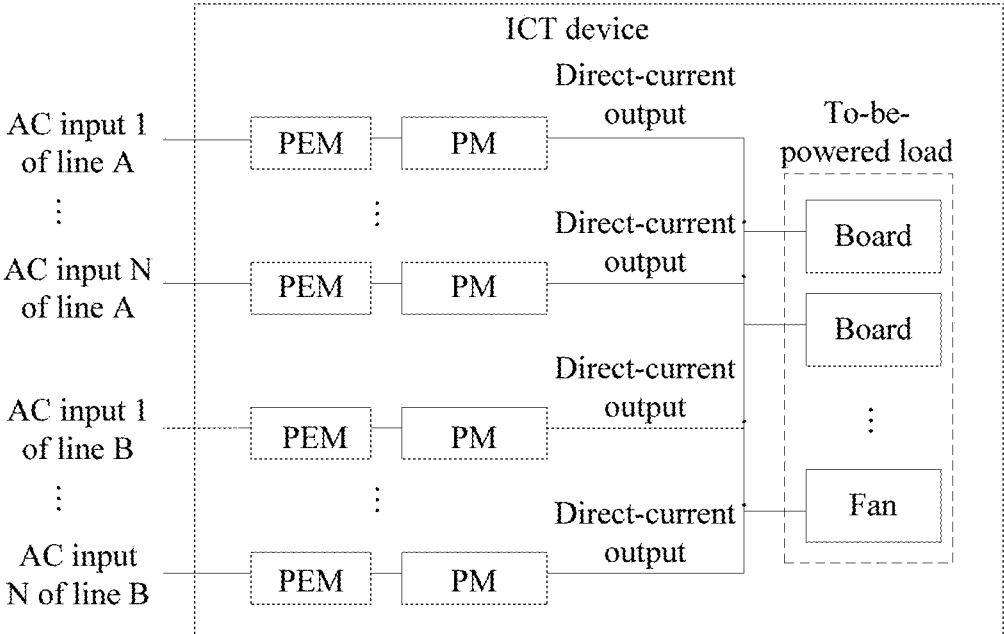 ICT device
Direct-current
output
AC input 1
of line A
PEM
PM
To-be-
powered load
⋮
⋮
Direct-current
output
Board
AC input N
of line A
PEM
PM
Board
Direct-current
output
AC input 1
of line B
PEM
PM
⋮
⋮
⋮
Direct-current
output
Fan
AC input
N of line B
PEM
PM